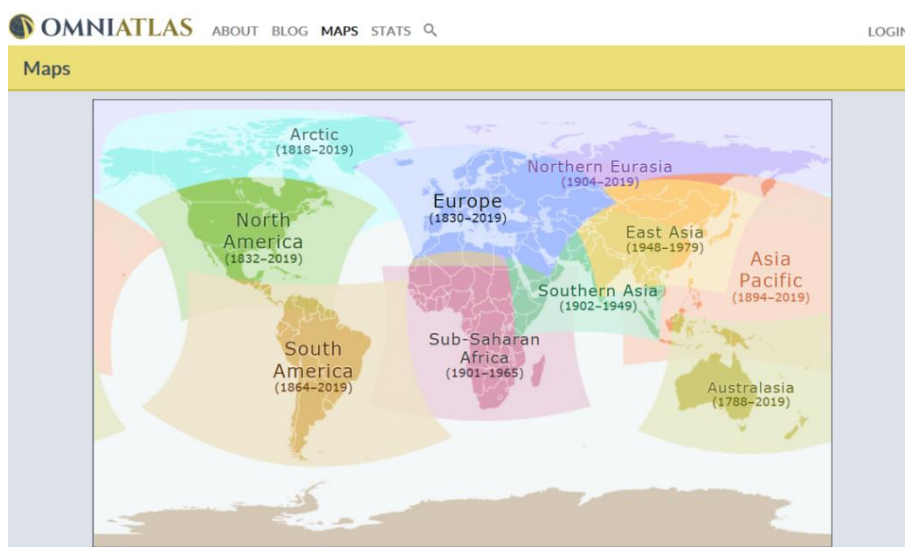 OMNIATLAS ABOUT BLOG MAPS STATS LOGIN
Maps
Arctic
(1818–2019)
Northern Eurasia
(1904–2019)
Europe
(1830–2019)
North
America
(1832–2019)
East Asia
(1948–1979)
Asia
Pacific
(1894–2019)
Southern Asia
(1902–1949)
South
America
(1864–2019)
Sub-Saharan
Africa
(1901–1965)
Australasia
(1788–2019)